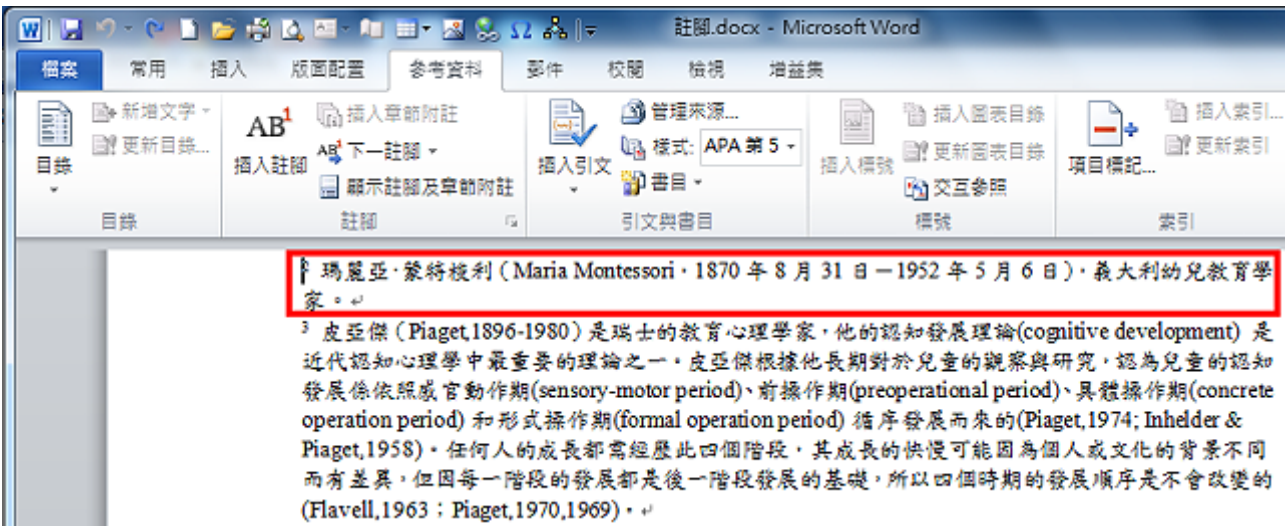 註腳.docx - Microsoft Word
檔案 常用 插入 版面配置 參考資料 郵件 校閱 檢視 增益集
新增文字 AB1 插入章節附註 管理來源... 插入圖表目錄 插入索引...
更新目錄... 下一註腳 樣式: APA 第 5 更新圖表目錄 更新索引
目錄 插入註腳 顯示註腳及章節附註 插入引文 書目 插入標號 交互參照 項目標記...
目錄 註腳 引文與書目 標號 索引
2 瑪麗亞·蒙特梭利（Maria Montessori，1870 年 8 月 31 日－1952 年 5 月 6 日），義大利幼兒教育學
家。
3 皮亞傑（Piaget,1896-1980）是瑞士的教育心理學家，他的認知發展理論(cognitive development) 是
近代認知心理學中最重要的理論之一。皮亞傑根據他長期對於兒童的觀察與研究，認為兒童的認知
發展係依照感官動作期(sensory-motor period)、前操作期(preoperational period)、具體操作期(concrete
operation period) 和形式操作期(formal operation period) 循序發展而來的(Piaget,1974; Inhelder &
Piaget,1958)。任何人的成長都需經歷此四個階段，其成長的快慢可能因為個人或文化的背景不同
而有差異，但因每一階段的發展都是後一階段發展的基礎，所以四個時期的發展順序是不會改變的
(Flavell,1963；Piaget,1970,1969)。